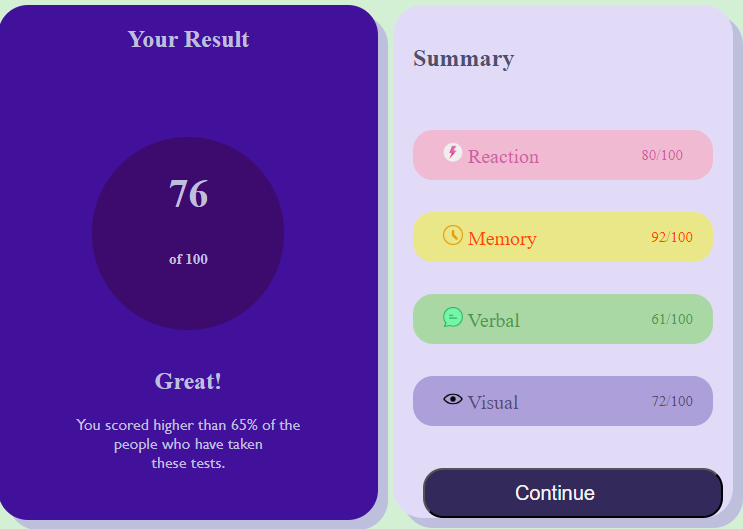 Your Result
76
of 100
Great!
You scored higher than 65% of the
people who have taken
these tests.
Summary
Reaction 80/100
Memory 92/100
Verbal 61/100
Visual 72/100
Continue